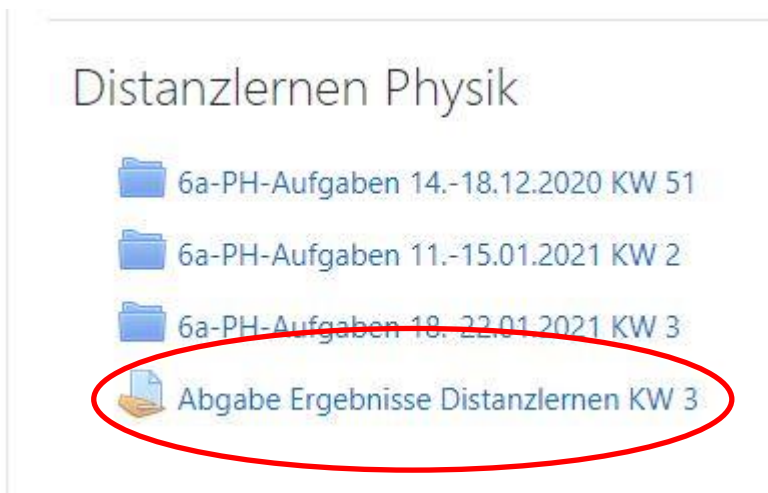 Distanzlernen Physik
6a-PH-Aufgaben 14.-18.12.2020 KW 51
6a-PH-Aufgaben 11.-15.01.2021 KW 2
6a-PH-Aufgaben 18.-22.01.2021 KW 3
Abgabe Ergebnisse Distanzlernen KW 3